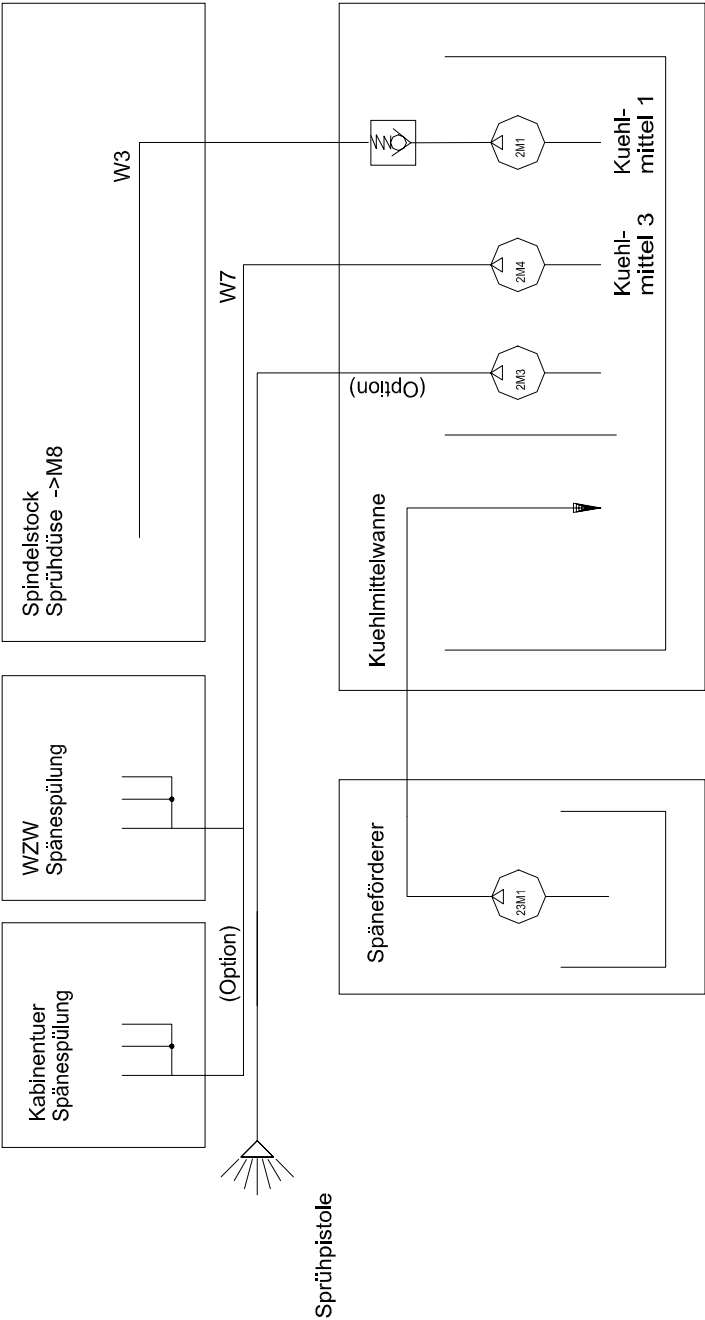 Kabinentuer
Spänespülung
WZW
Spänespülung
Spindelstock
Sprühdüse ->M8
W3
W7
(Option)
(Option)
Sprühpistole
Späneförderer
Kuehlmittelwanne
23M1
2M3
2M4
2M1
Kuehl-
mittel 3
Kuehl-
mittel 1